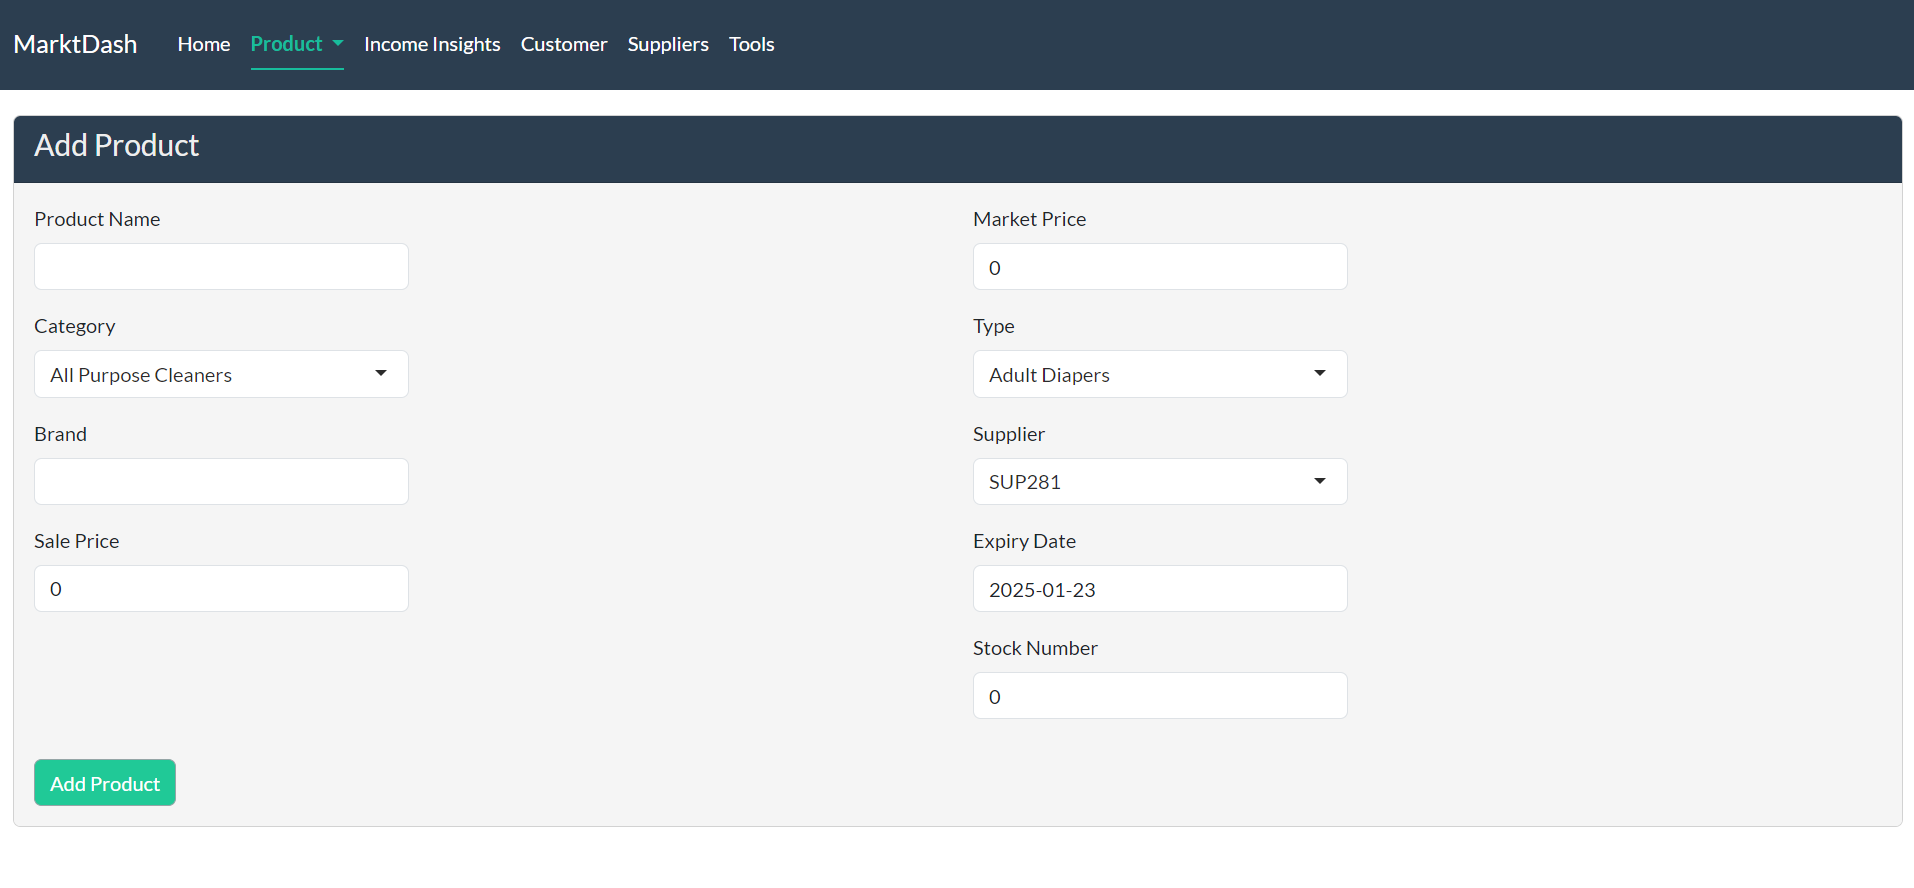 MarktDash Home Product Income Insights Customer Suppliers Tools
Add Product
Product Name
Market Price
0
Category
Type
All Purpose Cleaners
Adult Diapers
Brand
Supplier
SUP281
Sale Price
Expiry Date
0
2025-01-23
Stock Number
0
Add Product